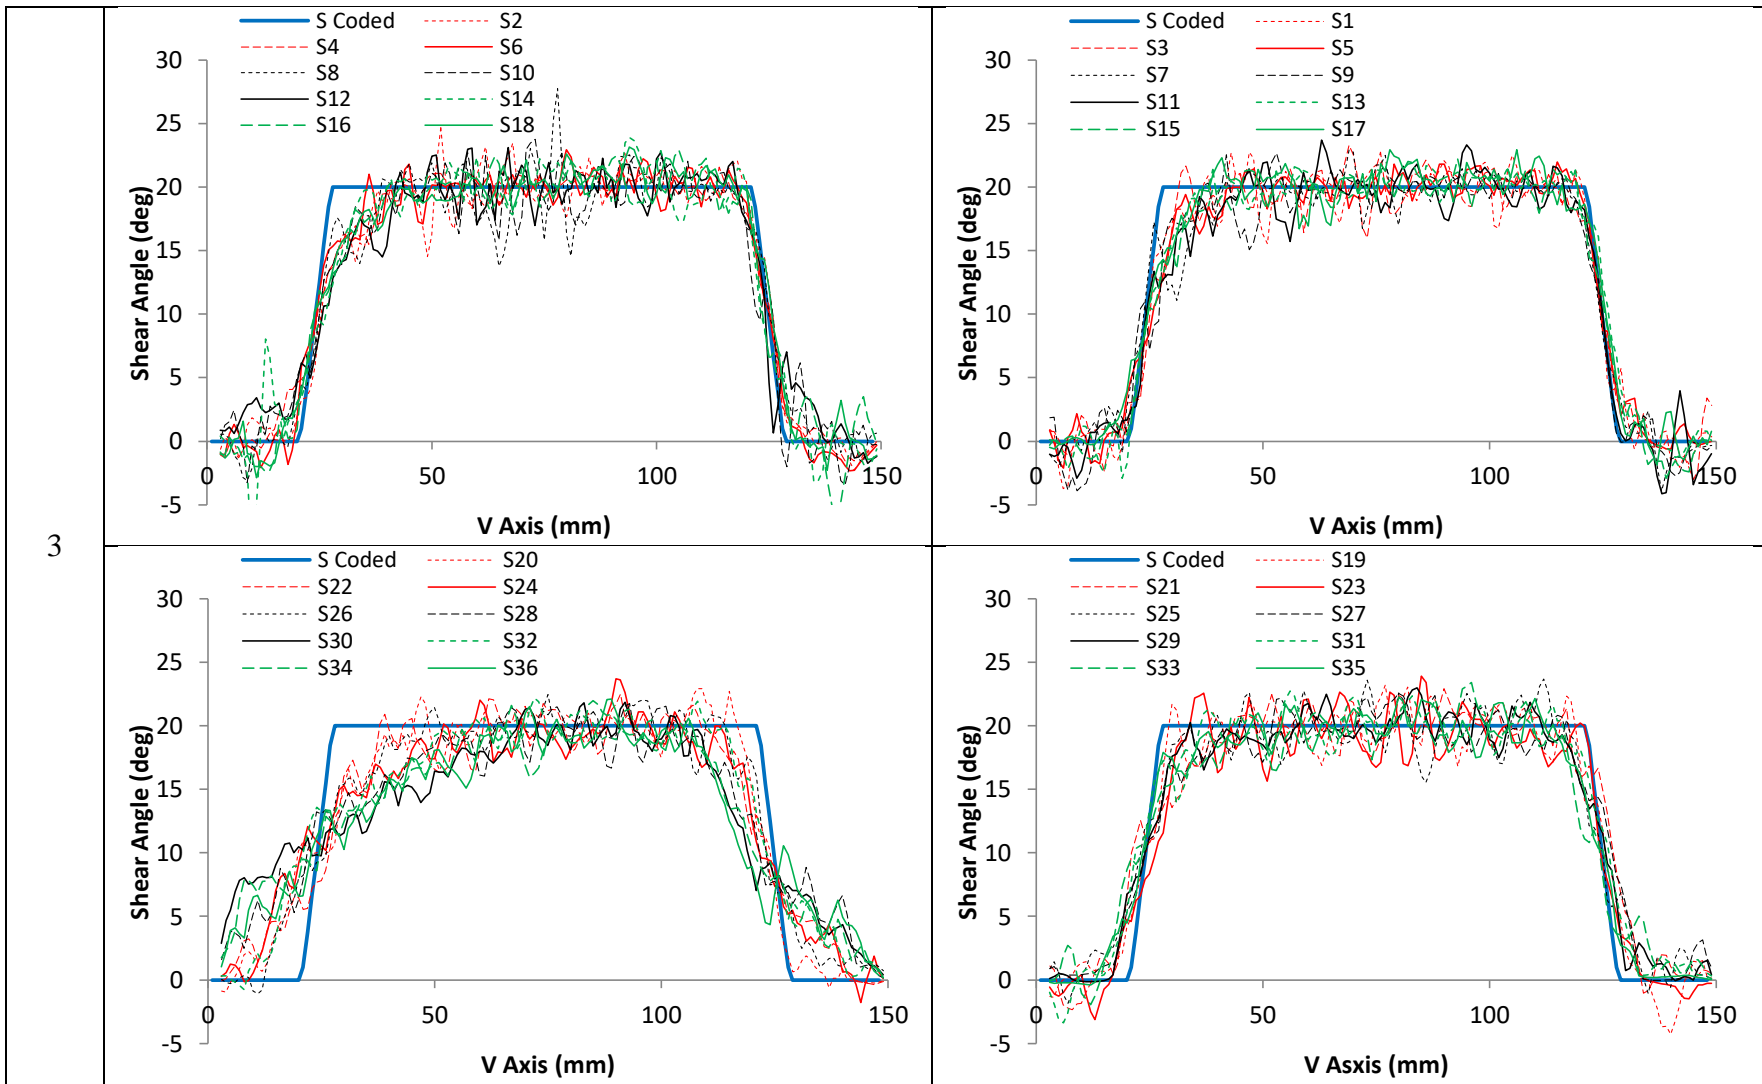 3
S Coded S2
S4 S6
S8 S10
S12 S14
S16 S18
30
25
20
15
10
5
0
-5
0 50 100 150
Shear Angle (deg)
V Axis (mm)
S Coded S1
S3 S5
S7 S9
S11 S13
S15 S17
30
25
20
15
10
5
0
-5
0 50 100 150
Shear Angle (deg)
V Axis (mm)
S Coded S20
S22 S24
S26 S28
S30 S32
S34 S36
30
25
20
15
10
5
0
-5
0 50 100 150
Shear Angle (deg)
V Axis (mm)
S Coded S19
S21 S23
S25 S27
S29 S31
S33 S35
30
25
20
15
10
5
0
-5
0 50 100 150
Shear Angle (deg)
V Asxis (mm)